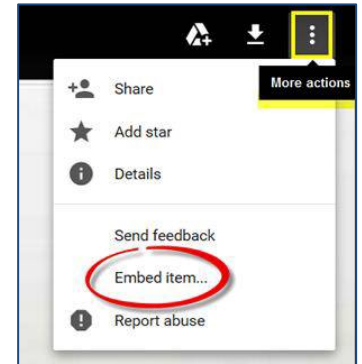 More actions
Share
Add star
Details
Send feedback
Embed item...
Report abuse